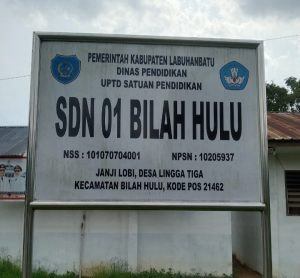 PEMERINTAH KABUPATEN LABUHANBATU
DINAS PENDIDIKAN
UPTD SATUAN PENDIDIKAN
SDN 01 BILAH HULU
NSS : 101070704001
NPSN : 10205937
JANJI LOBI, DESA LINGGA TIGA
KECAMATAN BILAH HULU, KODE POS 21462